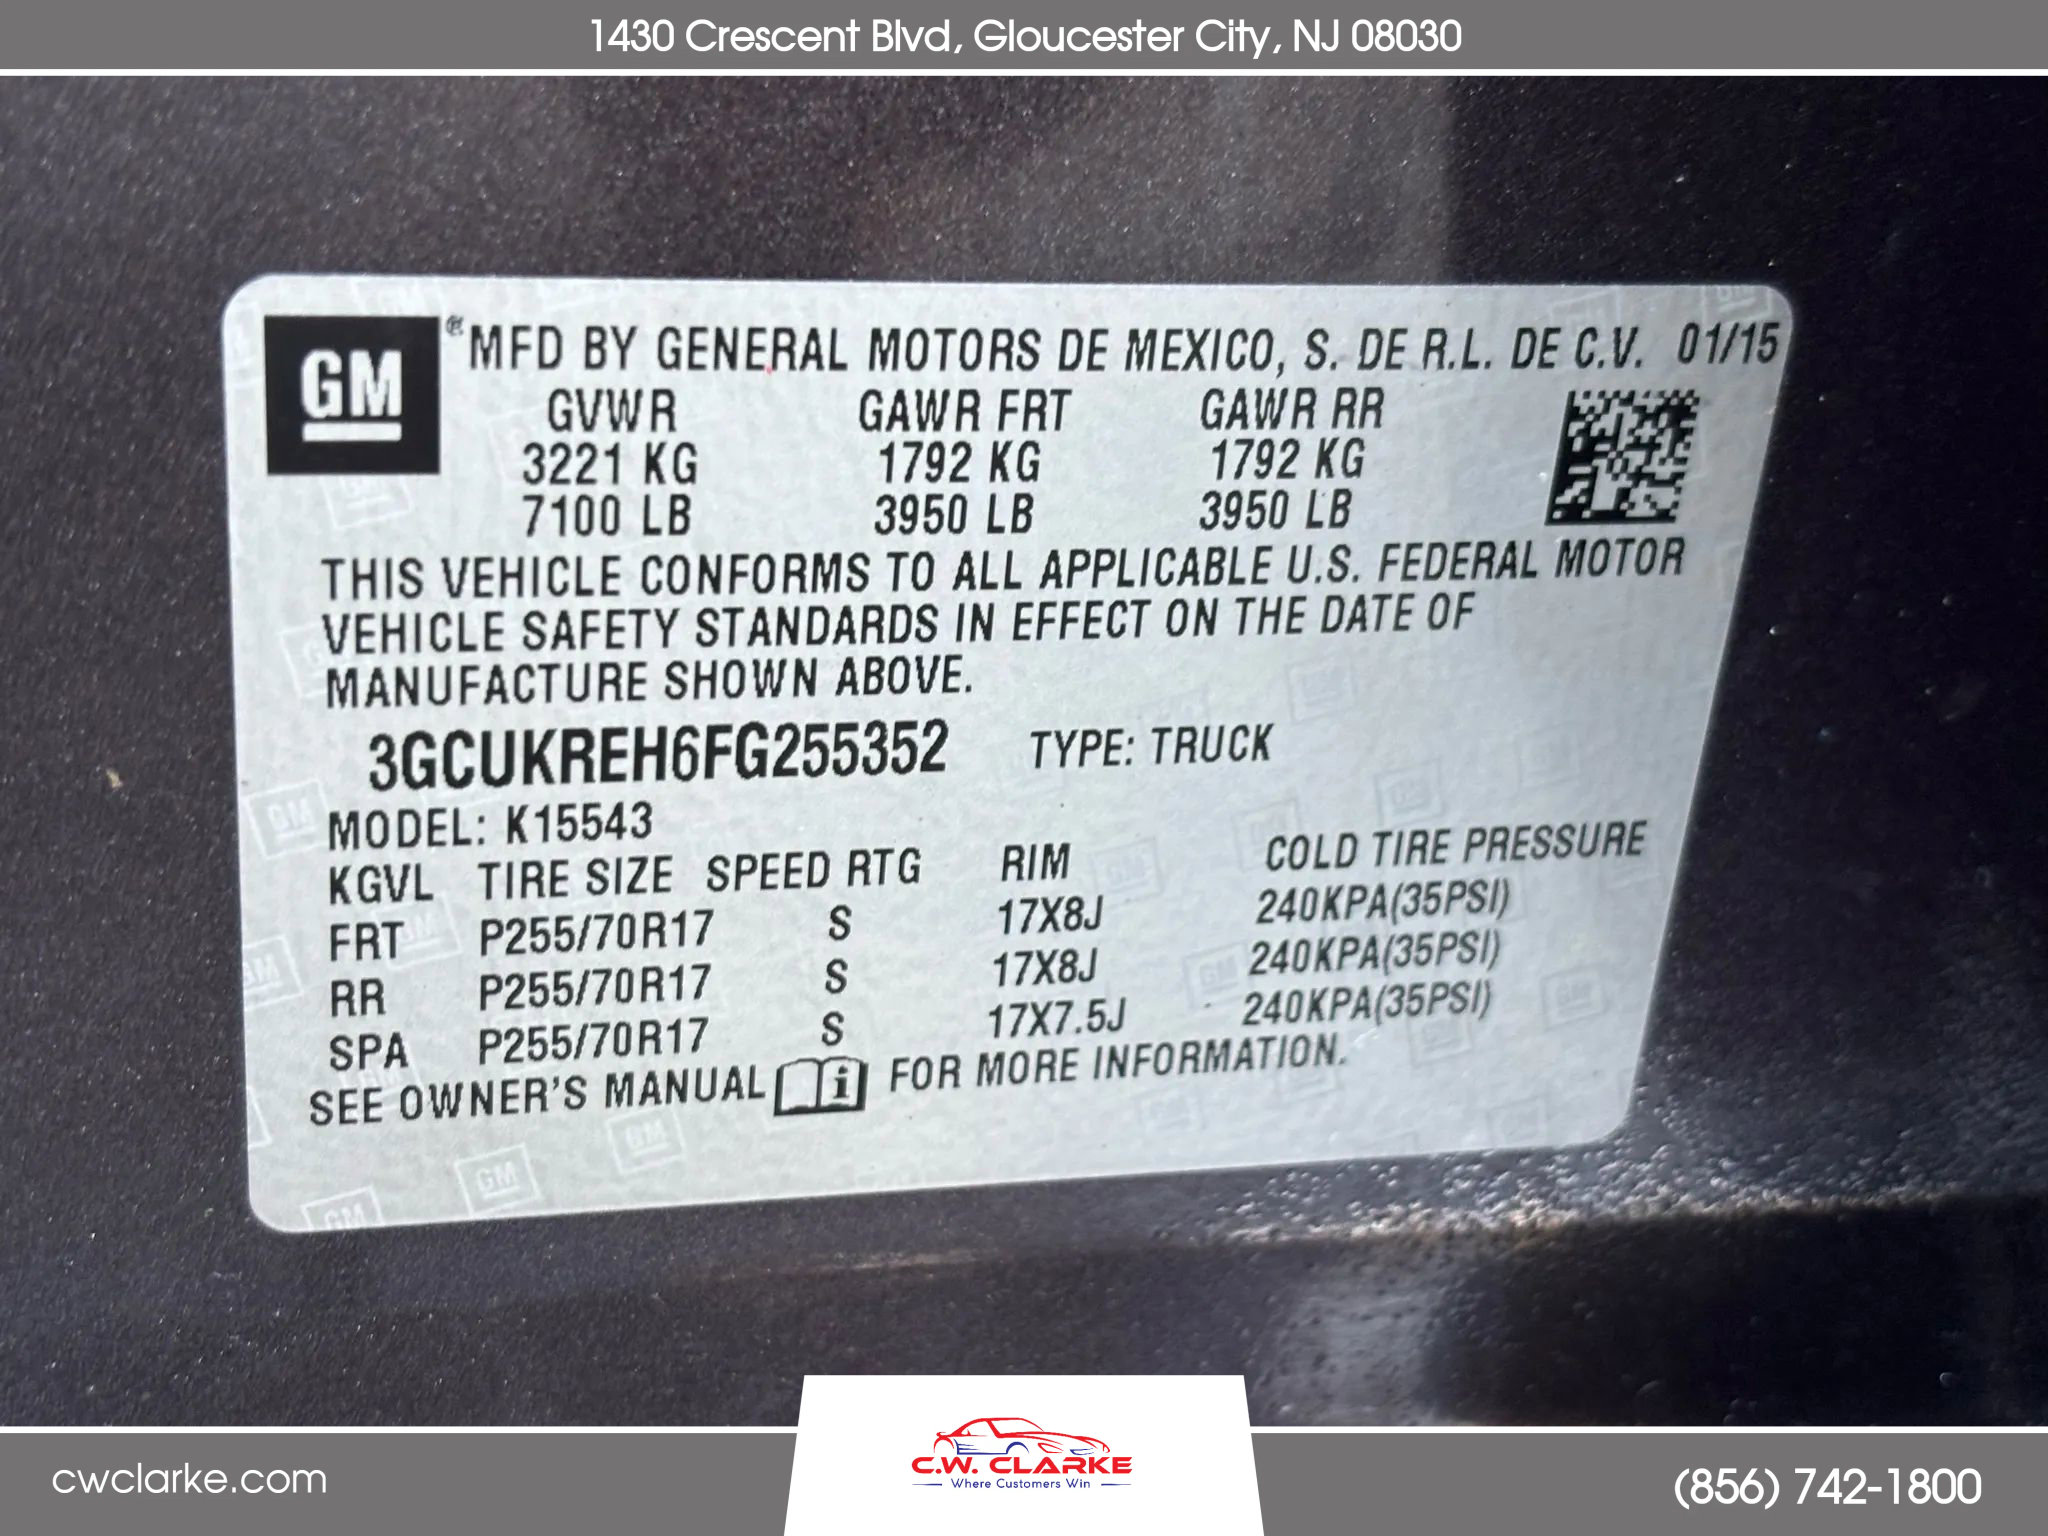 1430 Crescent Blvd, Gloucester City, NJ 08030
GM ® MFD BY GENERAL MOTORS DE MEXICO, S. DE R.L. DE C.V. 01/15
GVWR GAWR FRT GAWR RR
3221 KG 1792 KG 1792 KG
7100 LB 3950 LB 3950 LB
THIS VEHICLE CONFORMS TO ALL APPLICABLE U.S. FEDERAL MOTOR
VEHICLE SAFETY STANDARDS IN EFFECT ON THE DATE OF
MANUFACTURE SHOWN ABOVE.
3GCUKREH6FG255352 TYPE: TRUCK
MODEL: K15543
KGVL TIRE SIZE SPEED RTG RIM COLD TIRE PRESSURE
FRT P255/70R17 S 17X8J 240KPA(35PSI)
RR P255/70R17 S 17X8J 240KPA(35PSI)
SPA P255/70R17 S 17X7.5J 240KPA(35PSI)
SEE OWNER'S MANUAL i FOR MORE INFORMATION.
cwclarke.com
C.W. CLARKE
Where Customers Win
(856) 742-1800